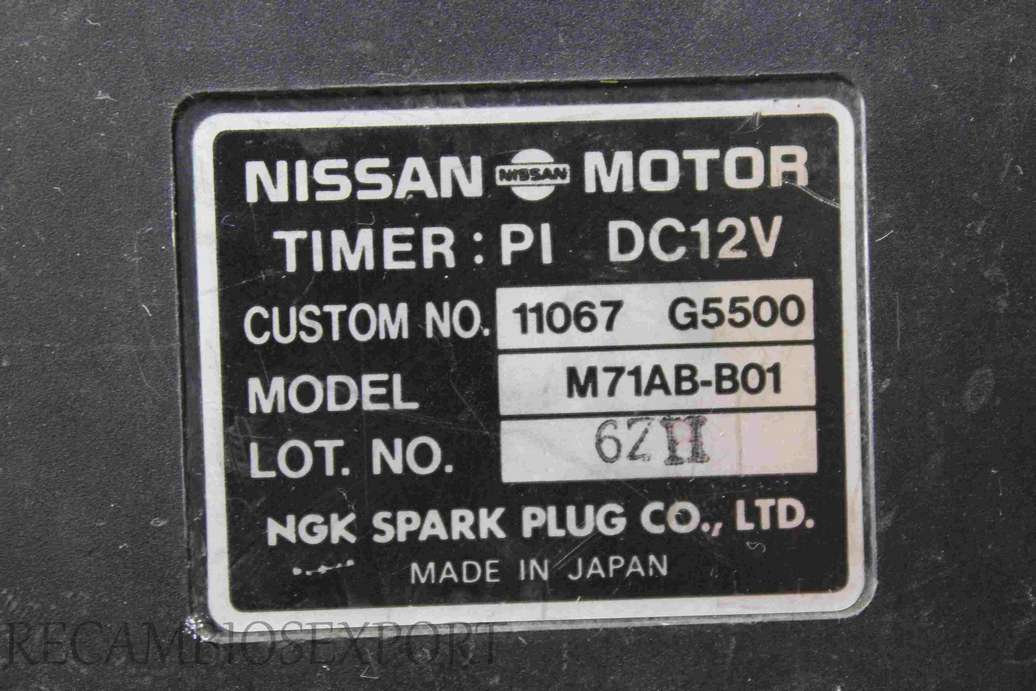 NISSAN NISSAN MOTOR
TIMER : PI DC12V
CUSTOM NO. 11067 G5500
MODEL M71AB-B01
LOT. NO. 6Z11
NGK SPARK PLUG CO., LTD.
MADE IN JAPAN
RECAMBIOSEXPORT